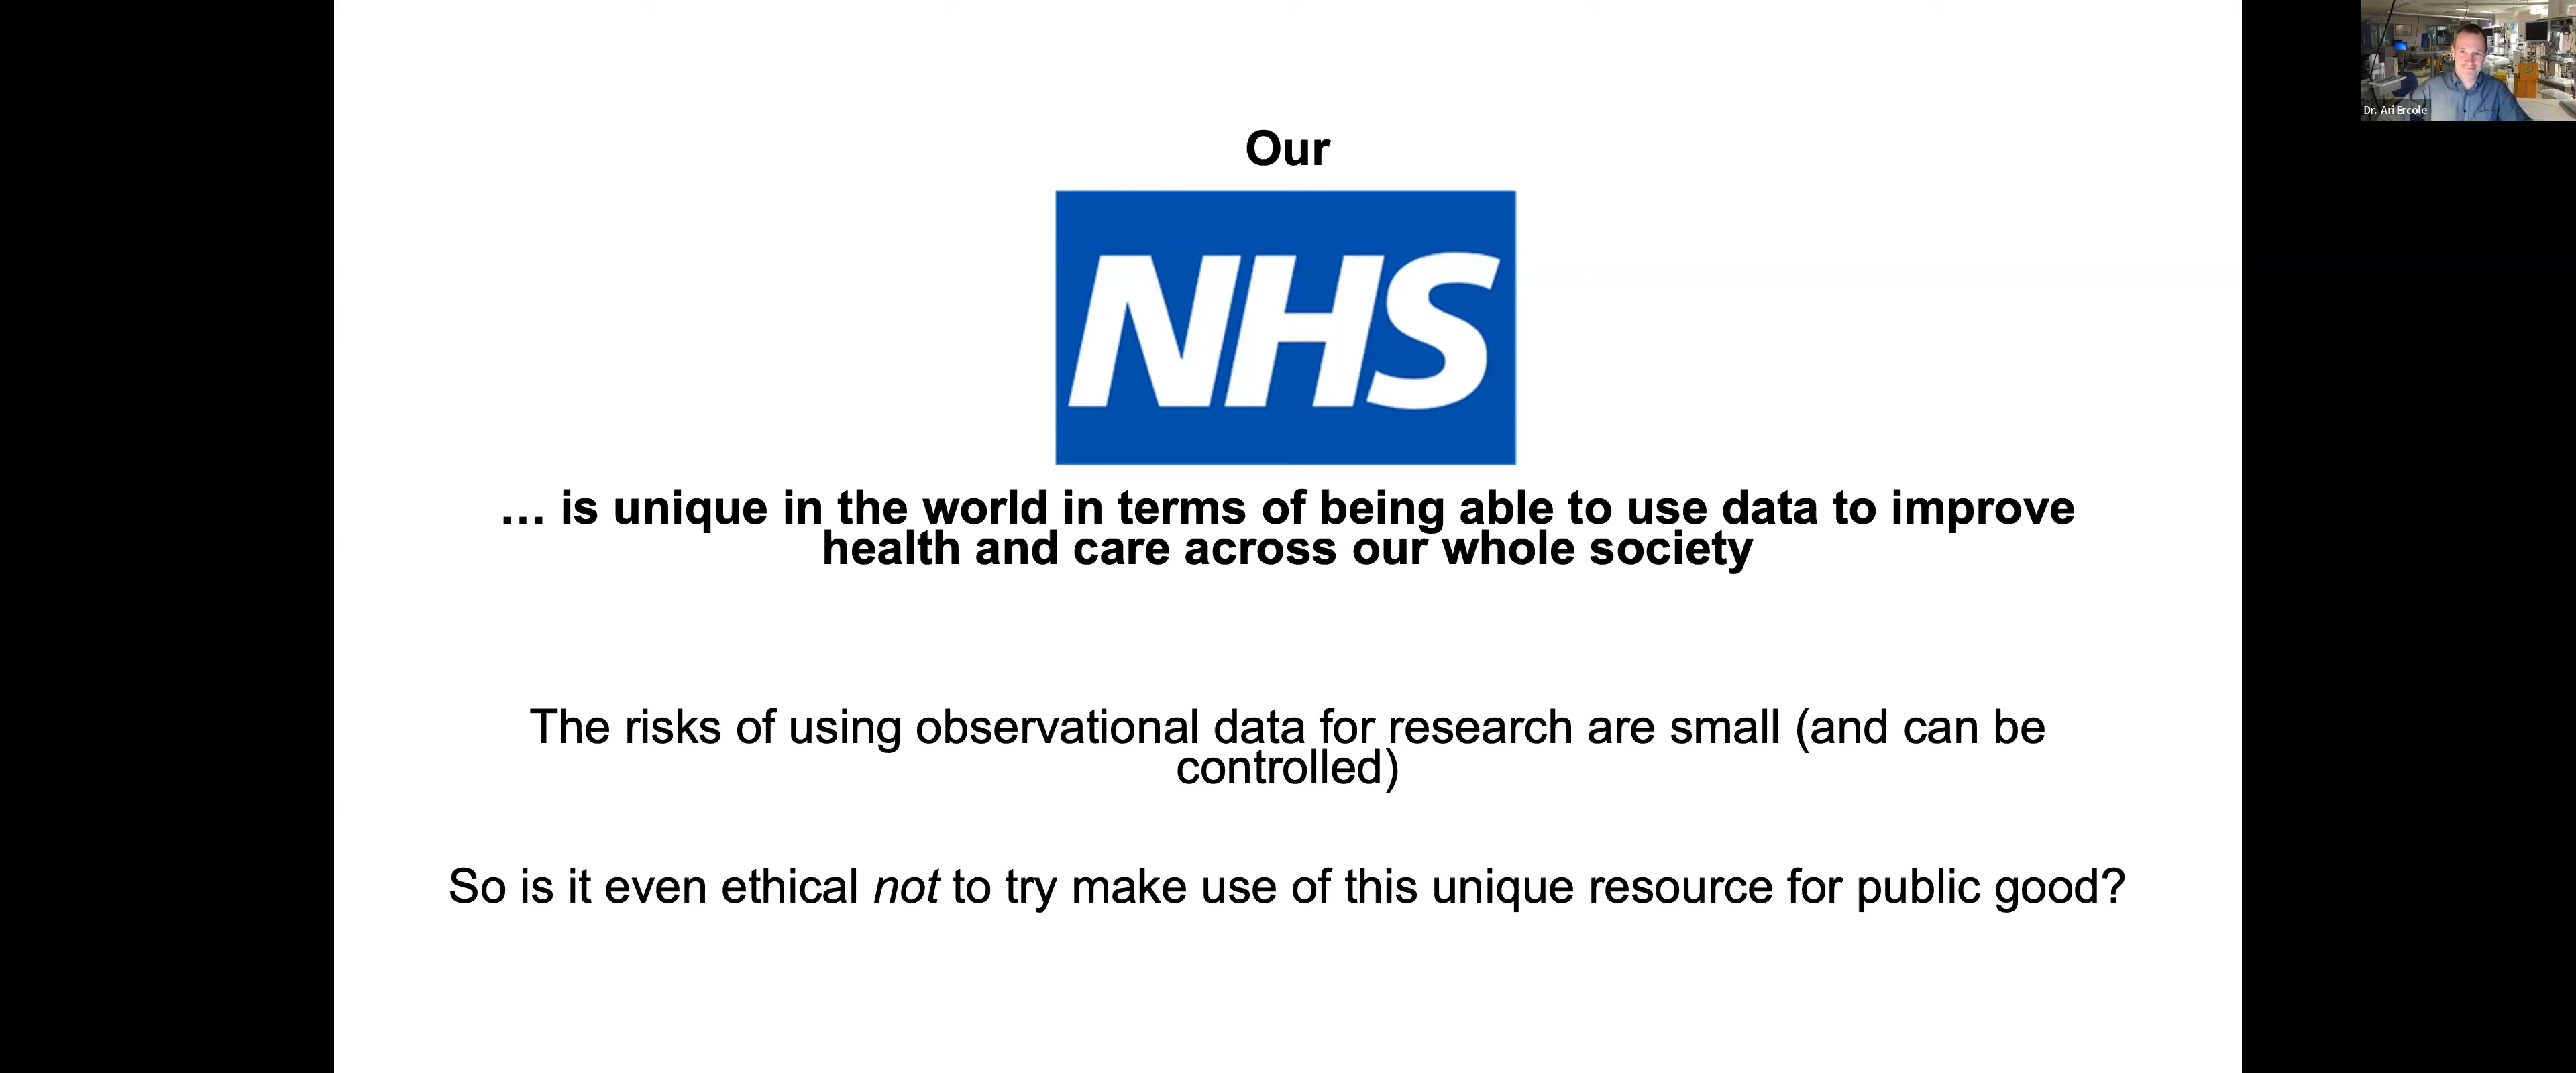 Dr. Ari Ercole
Our
NHS
… is unique in the world in terms of being able to use data to improve
health and care across our whole society
The risks of using observational data for research are small (and can be
controlled)
So is it even ethical not to try make use of this unique resource for public good?